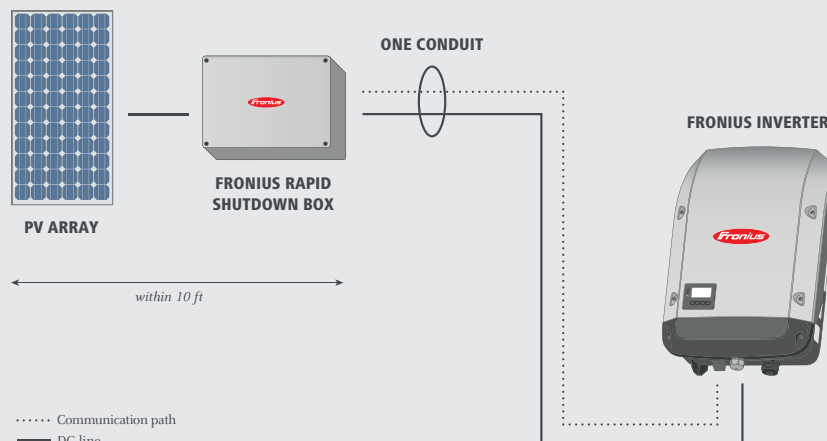 ONE CONDUIT
Fronius
FRONIUS INVERTER
FRONIUS RAPID
SHUTDOWN BOX
PV ARRAY
Fronius
within 10 ft
Communication path
DC line